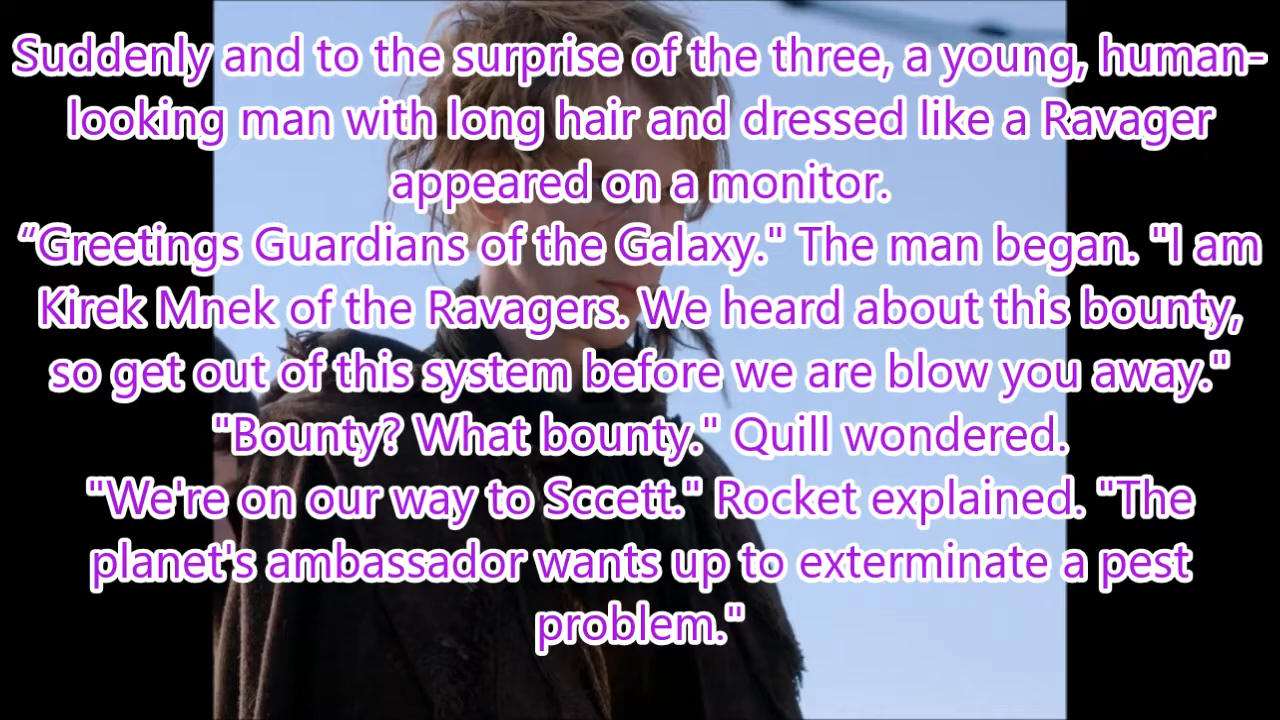 Suddenly and to the surprise of the three, a young, human-
looking man with long hair and dressed like a Ravager
appeared on a monitor.
“Greetings Guardians of the Galaxy." The man began. "I am
Kirek Mnek of the Ravagers. We heard about this bounty,
so get out of this system before we are blow you away."
"Bounty? What bounty." Quill wondered.
"We're on our way to Sccett." Rocket explained. "The
planet's ambassador wants up to exterminate a pest
problem."